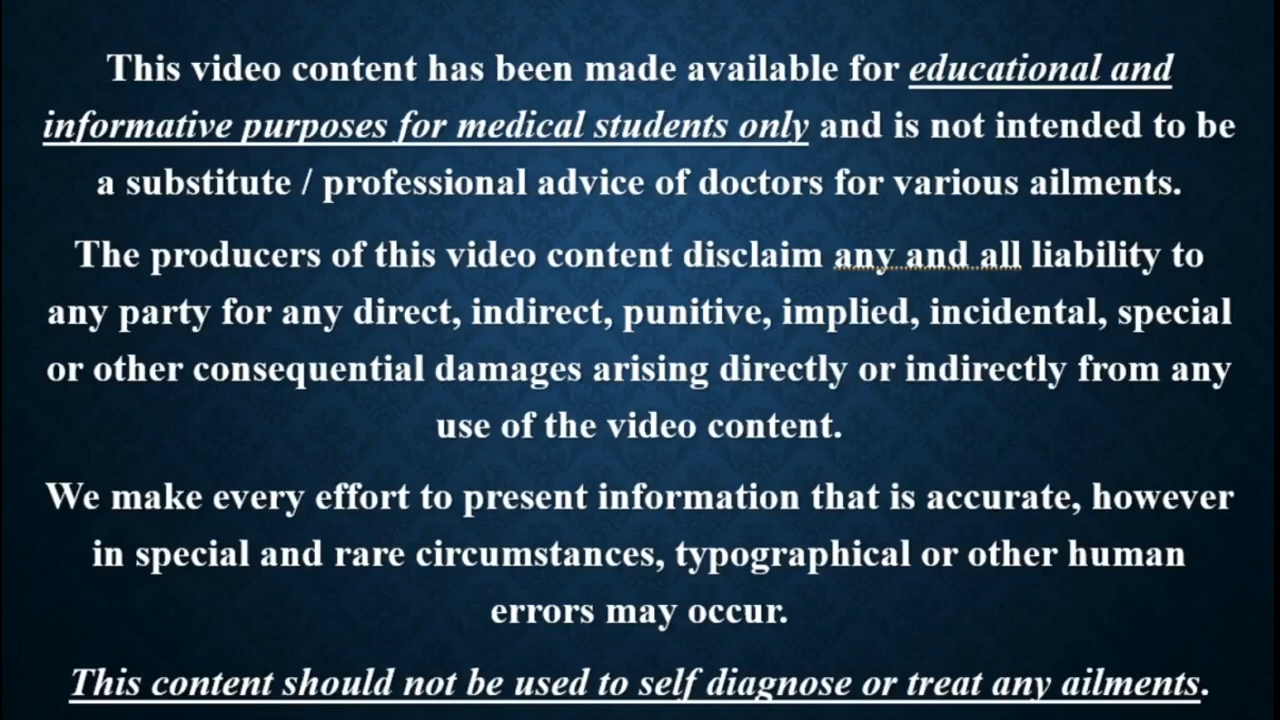 This video content has been made available for educational and
informative purposes for medical students only and is not intended to be
a substitute / professional advice of doctors for various ailments.
The producers of this video content disclaim any and all liability to
any party for any direct, indirect, punitive, implied, incidental, special
or other consequential damages arising directly or indirectly from any
use of the video content.
We make every effort to present information that is accurate, however
in special and rare circumstances, typographical or other human
errors may occur.
This content should not be used to self diagnose or treat any ailments.